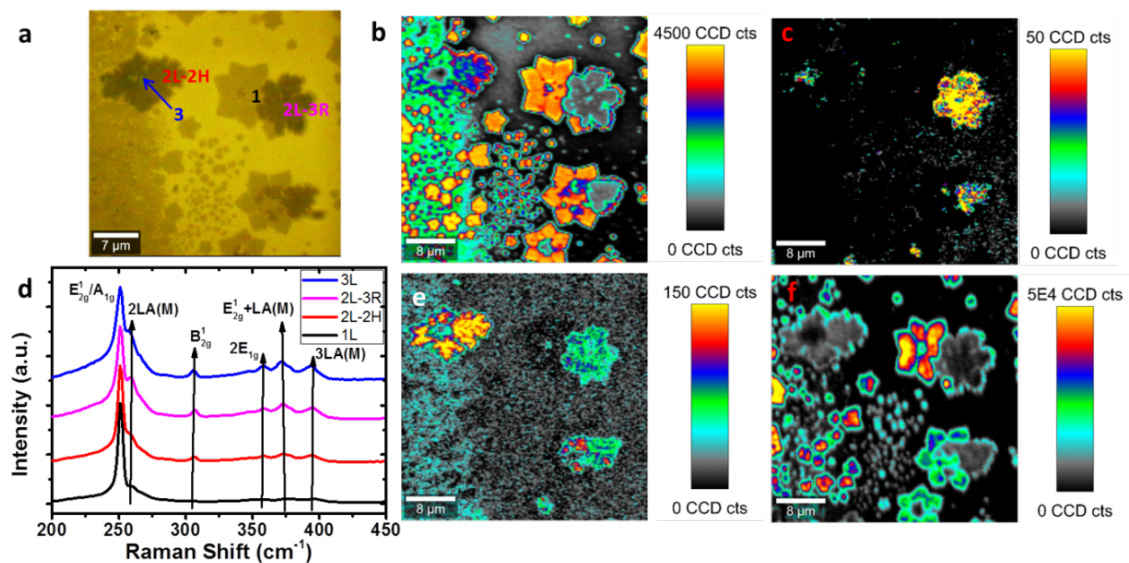 a
2L-2H
1
2L-3R
3
7 µm
b
4500 CCD cts
0 CCD cts
8 µm
c
50 CCD cts
0 CCD cts
8 µm
d
E¹₂g/A₁g
2LA(M)
B¹₂g
2E₁g
E¹₂g+LA(M)
3LA(M)
3L
2L-3R
2L-2H
1L
Intensity (a.u.)
200 250 300 350 400 450
Raman Shift (cm⁻¹)
e
150 CCD cts
0 CCD cts
8 µm
f
5E4 CCD cts
0 CCD cts
8 µm